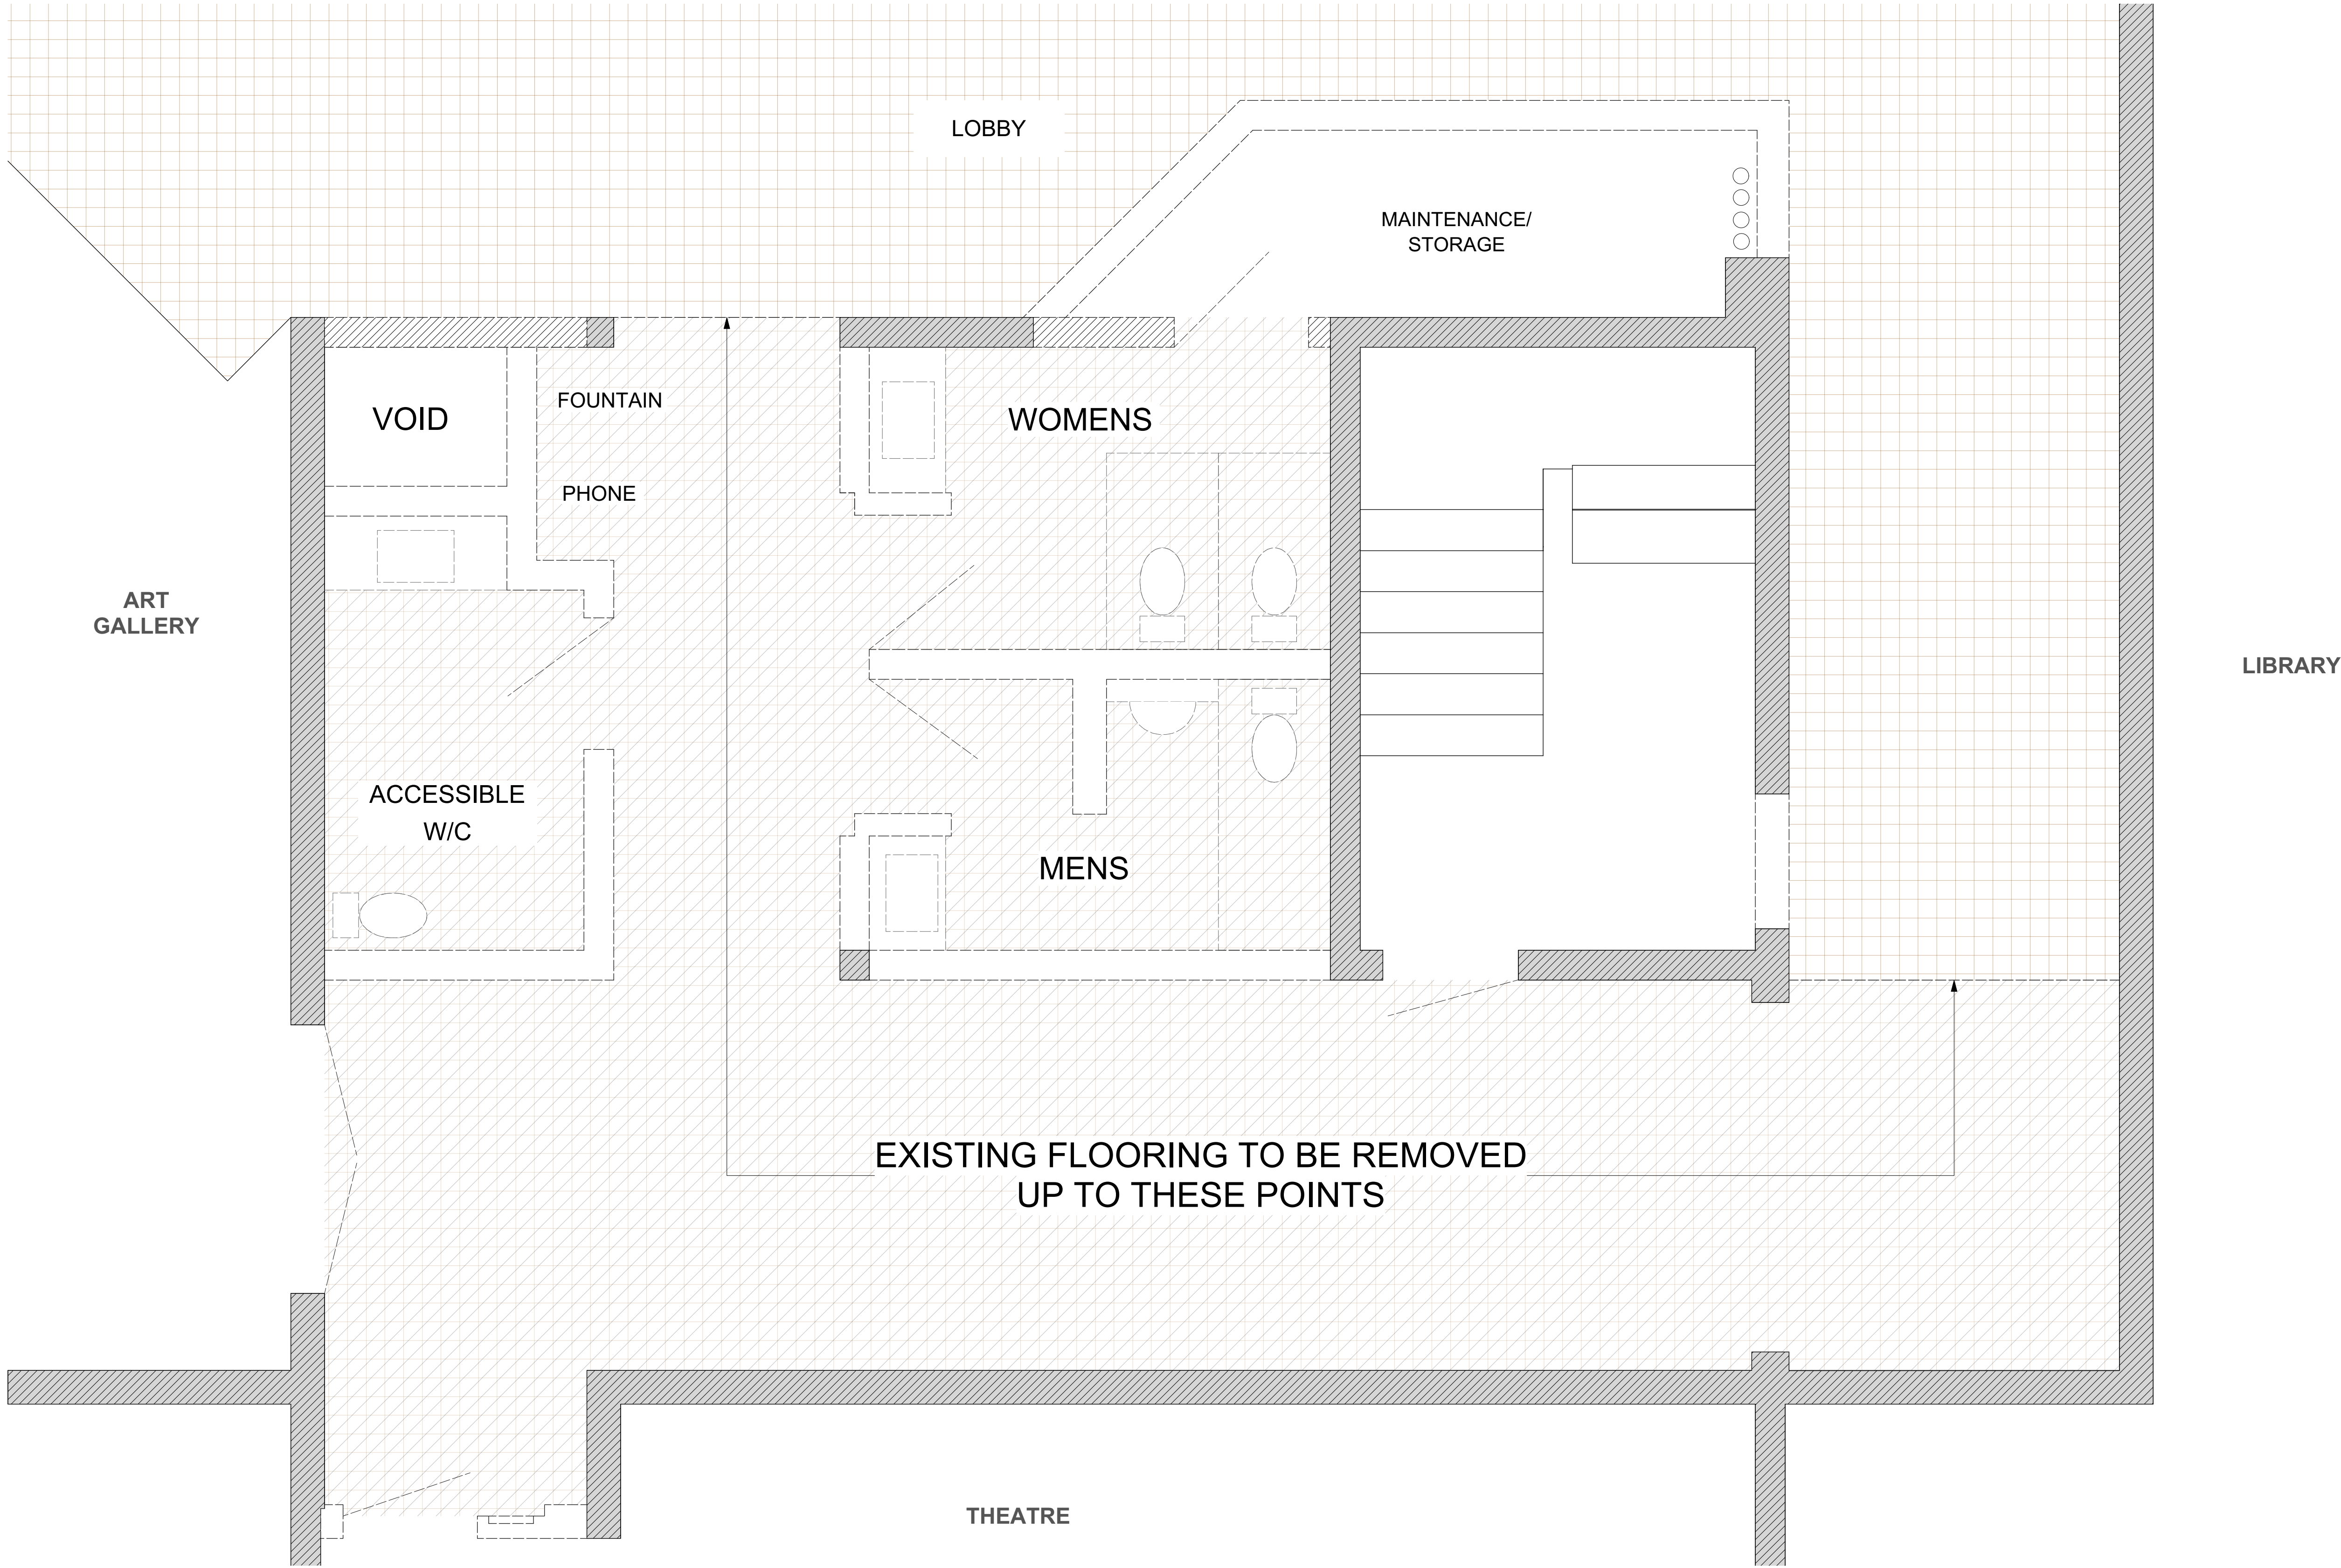 LOBBY
MAINTENANCE/
STORAGE
FOUNTAIN
VOID
WOMENS
PHONE
ART
GALLERY
LIBRARY
ACCESSIBLE
W/C
MENS
EXISTING FLOORING TO BE REMOVED
UP TO THESE POINTS
THEATRE